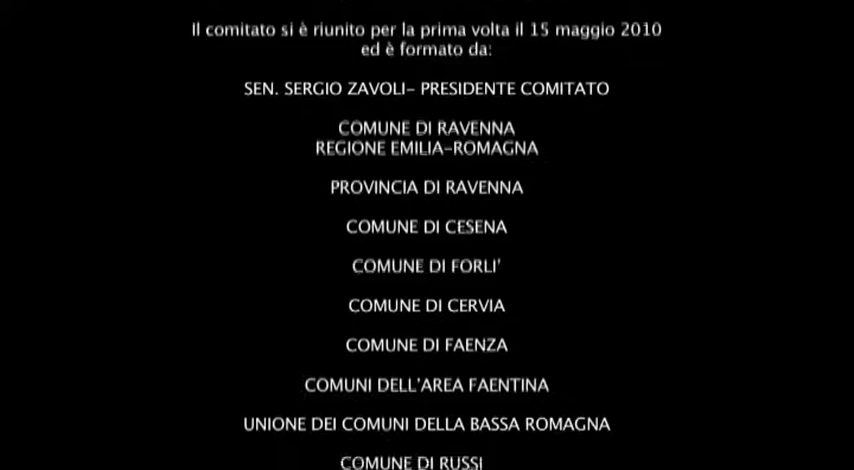 Il comitato si è riunito per la prima volta il 15 maggio 2010
ed è formato da:
SEN. SERGIO ZAVOLI- PRESIDENTE COMITATO
COMUNE DI RAVENNA
REGIONE EMILIA-ROMAGNA
PROVINCIA DI RAVENNA
COMUNE DI CESENA
COMUNE DI FORLI'
COMUNE DI CERVIA
COMUNE DI FAENZA
COMUNI DELL'AREA FAENTINA
UNIONE DEI COMUNI DELLA BASSA ROMAGNA
COMUNE DI RUSSI